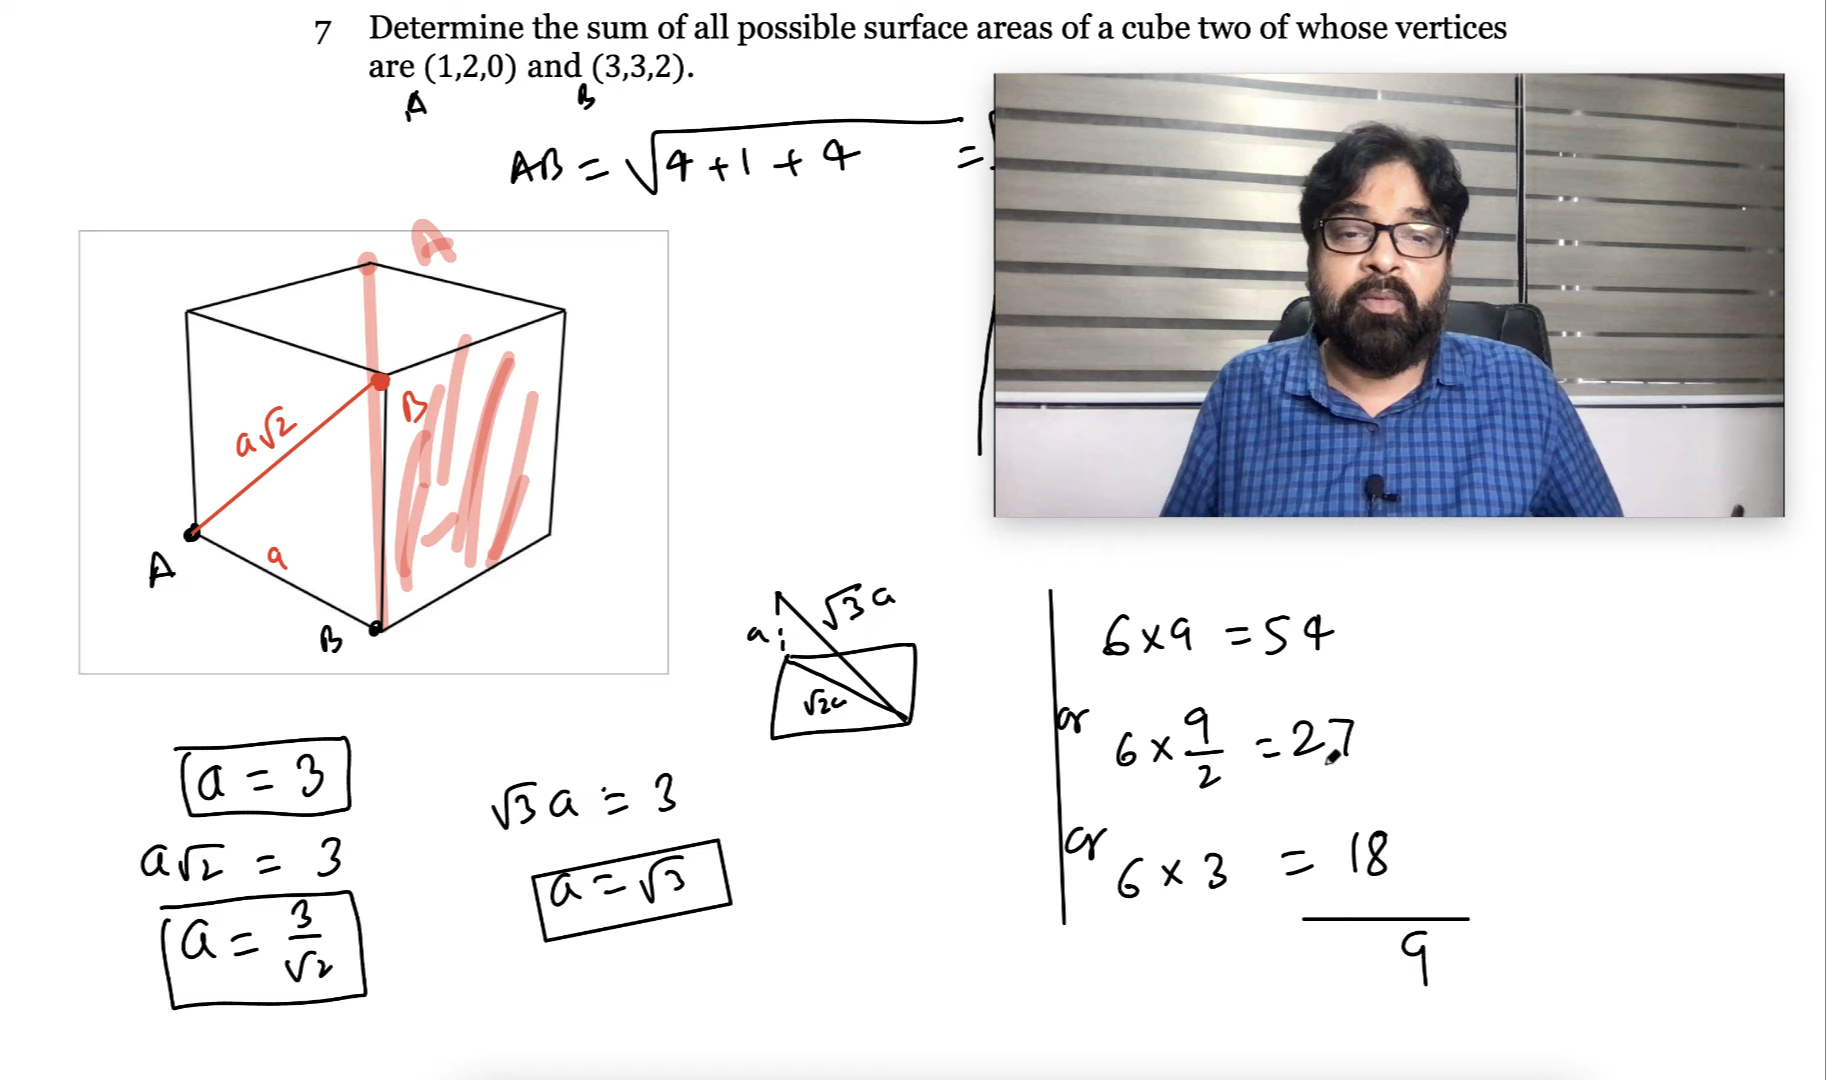 7 Determine the sum of all possible surface areas of a cube two of whose vertices
are (1,2,0) and (3,3,2).
A B
AB = √4 + 1 + 4 =
A
B
a√2
a
A
B
√3 a
a
√2a
a = 3
a√2 = 3
a = 3/√2
√3 a = 3
a = √3
6 × 9 = 54
or 6 × 9/2 = 27
or 6 × 3 = 18
9